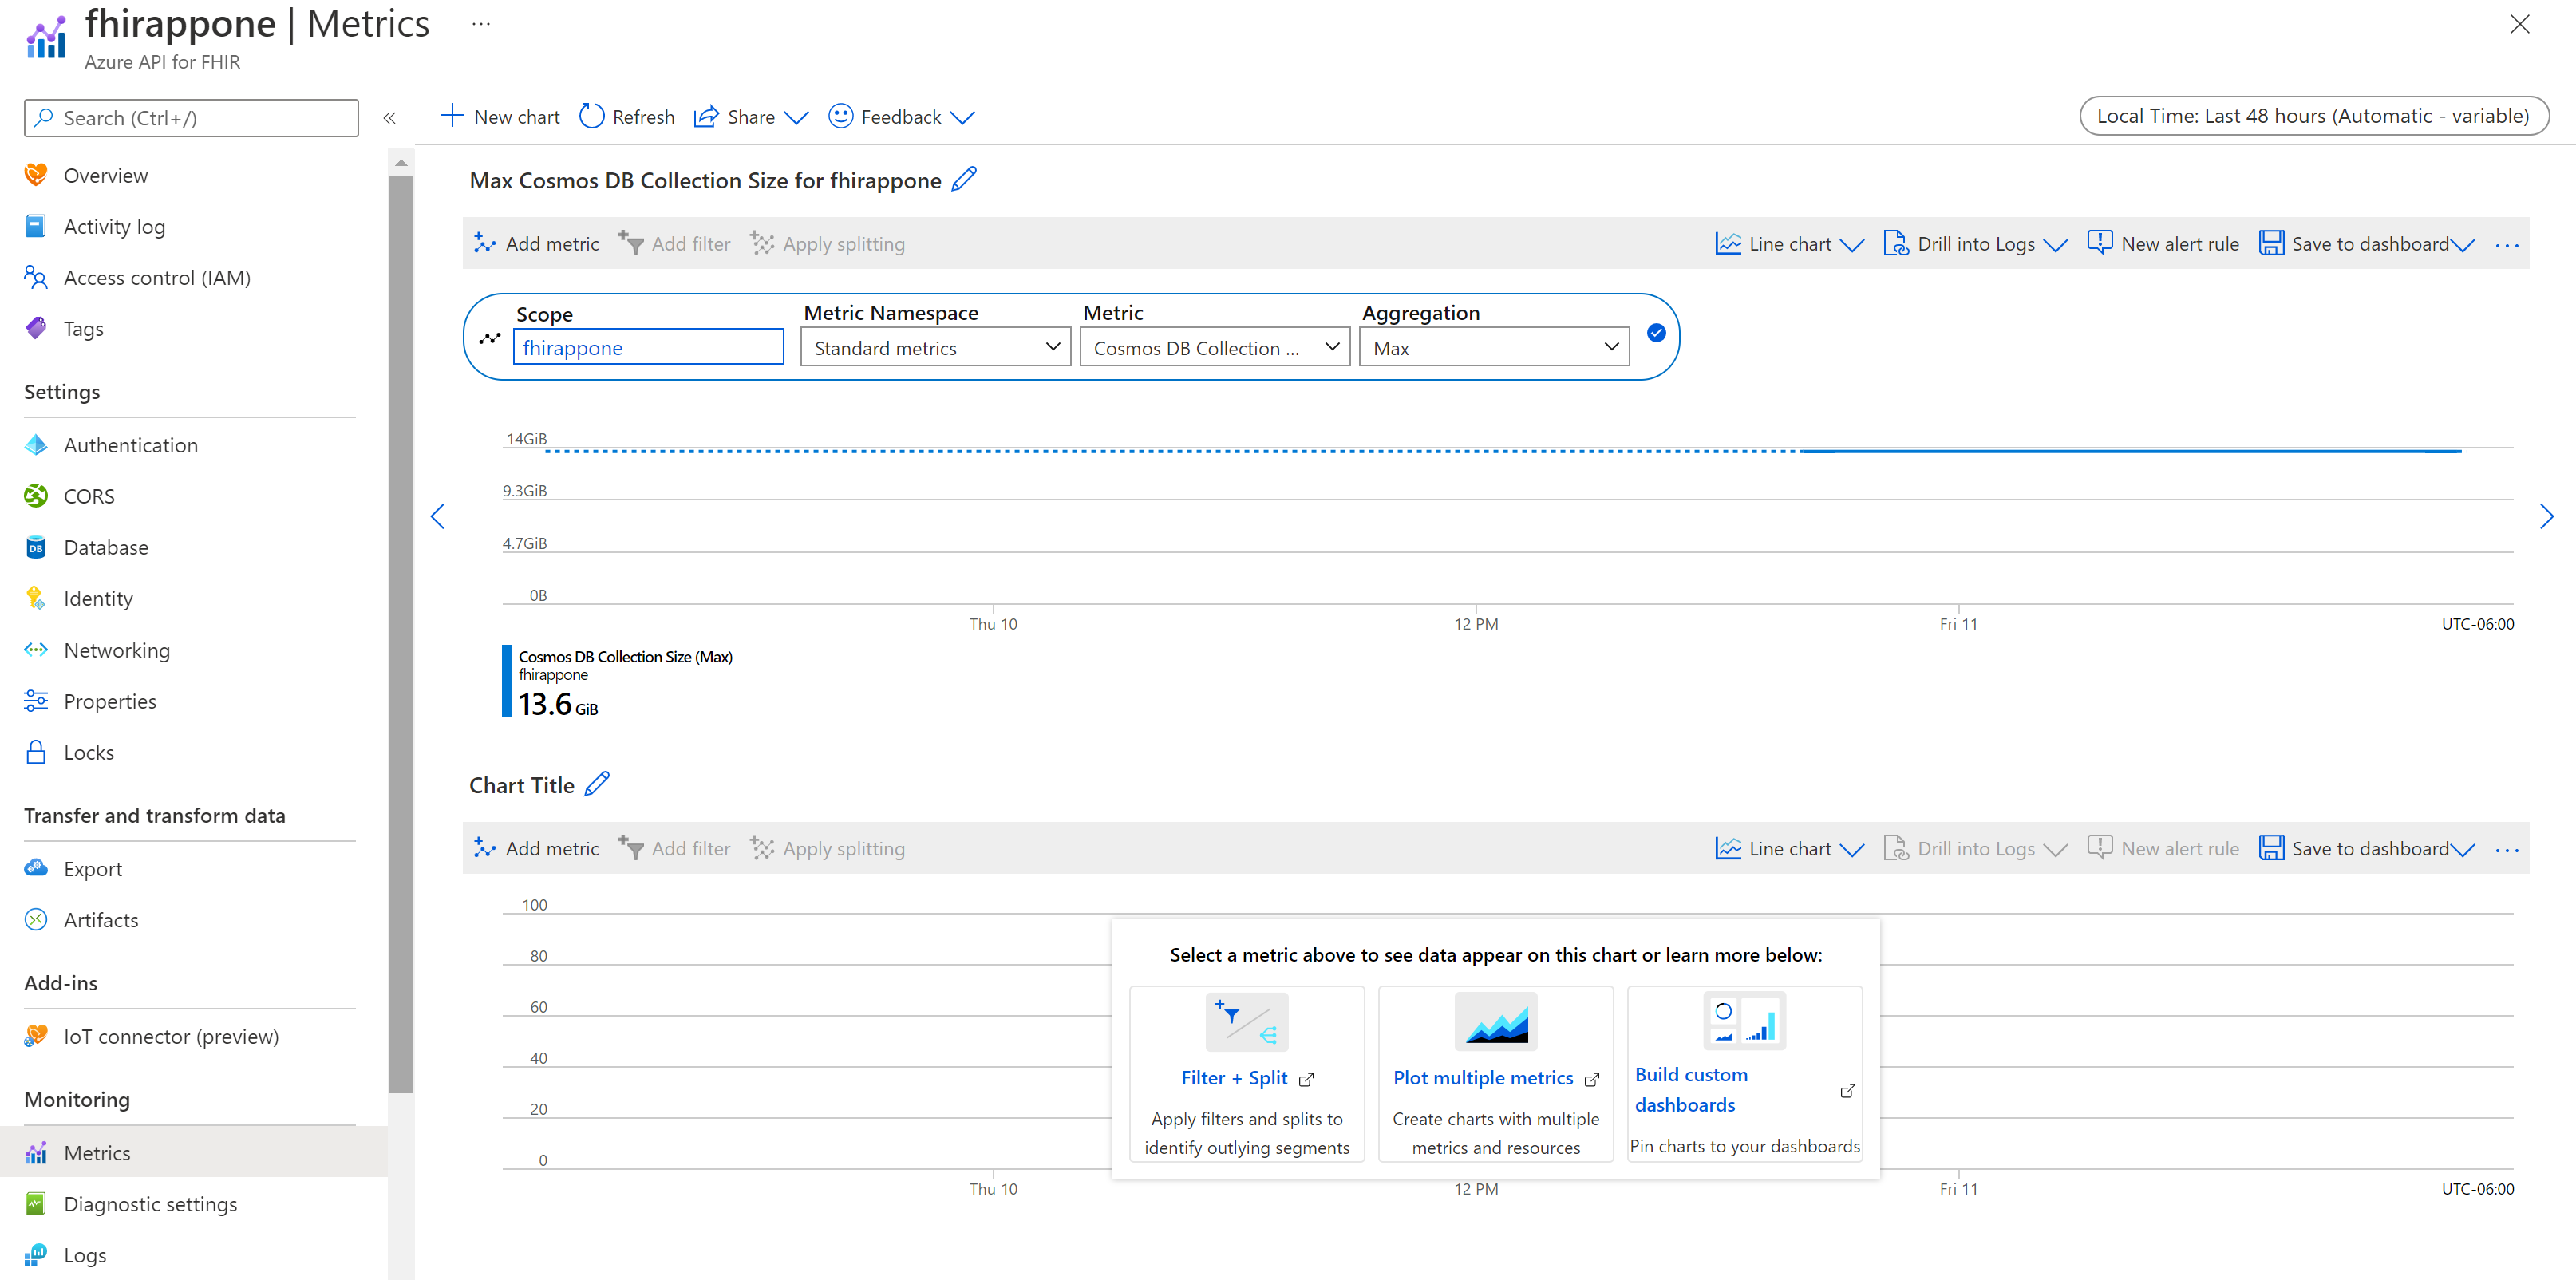 fhirappone | Metrics ...
Azure API for FHIR
Search (Ctrl+/)
«
New chart
Refresh
Share
Feedback
Local Time: Last 48 hours (Automatic - variable)
Overview
Activity log
Access control (IAM)
Tags
Settings
Authentication
CORS
Database
Identity
Networking
Properties
Locks
Transfer and transform data
Export
Artifacts
Add-ins
IoT connector (preview)
Monitoring
Metrics
Diagnostic settings
Logs
Max Cosmos DB Collection Size for fhirappone
Add metric
Add filter
Apply splitting
Line chart
Drill into Logs
New alert rule
Save to dashboard
...
Scope
fhirappone
Metric Namespace
Standard metrics
Metric
Cosmos DB Collection ...
Aggregation
Max
14GiB
9.3GiB
4.7GiB
0B
Thu 10
12 PM
Fri 11
UTC-06:00
Cosmos DB Collection Size (Max)
fhirappone
13.6 GiB
Chart Title
Add metric
Add filter
Apply splitting
Line chart
Drill into Logs
New alert rule
Save to dashboard
...
100
80
60
40
20
0
Select a metric above to see data appear on this chart or learn more below:
Filter + Split
Apply filters and splits to
identify outlying segments
Plot multiple metrics
Create charts with multiple
metrics and resources
Build custom
dashboards
Pin charts to your dashboards
Thu 10
12 PM
Fri 11
UTC-06:00